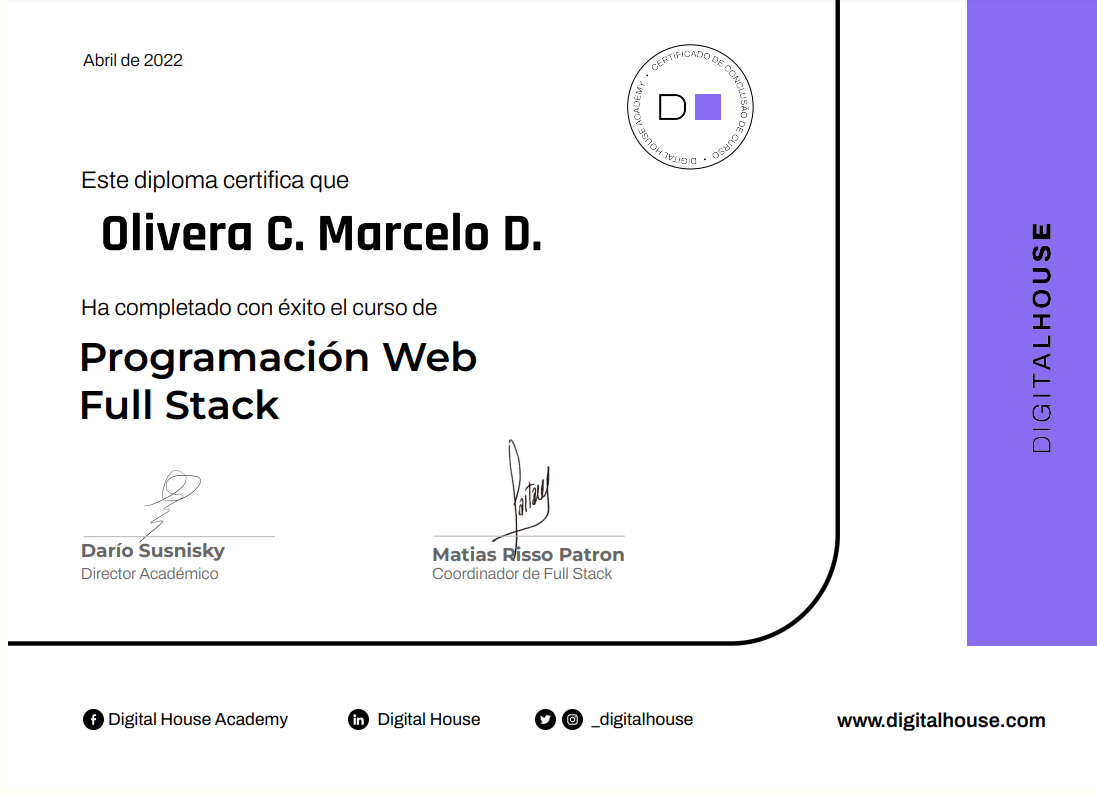 Abril de 2022
CERTIFICADO DE CONCLUSÃO DE CURSO • DIGITAL HOUSE ACADEMY •
D
Este diploma certifica que
Olivera C. Marcelo D.
Ha completado con éxito el curso de
Programación Web
Full Stack
Darío Susnisky
Director Académico
Matias Risso Patron
Coordinador de Full Stack
DIGITALHOUSE
Digital House Academy
Digital House
_digitalhouse
www.digitalhouse.com